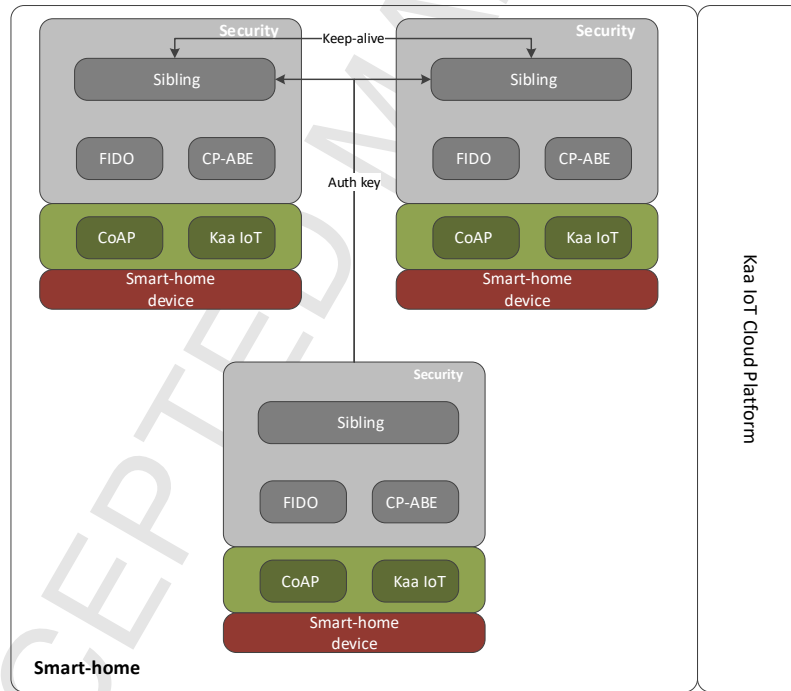 Security
Security
Keep-alive
Sibling
Sibling
FIDO
CP-ABE
FIDO
CP-ABE
Auth key
CoAP
Kaa IoT
CoAP
Kaa IoT
Smart-home
device
Smart-home
device
Kaa IoT Cloud Platform
Security
Sibling
FIDO
CP-ABE
CoAP
Kaa IoT
Smart-home
device
Smart-home